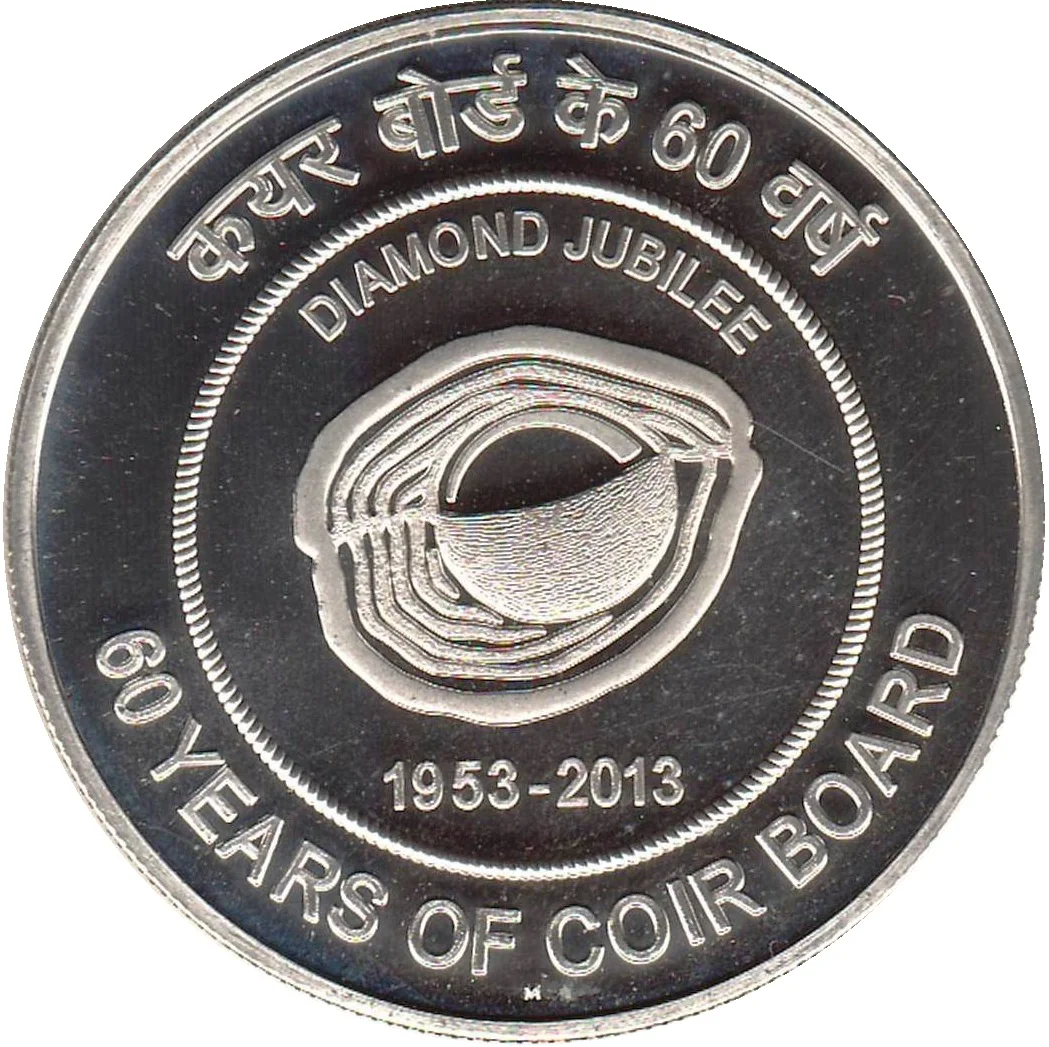 कयर बोर्ड के 60 वर्ष
DIAMOND JUBILEE
1953-2013
60 YEARS OF COIR BOARD
M